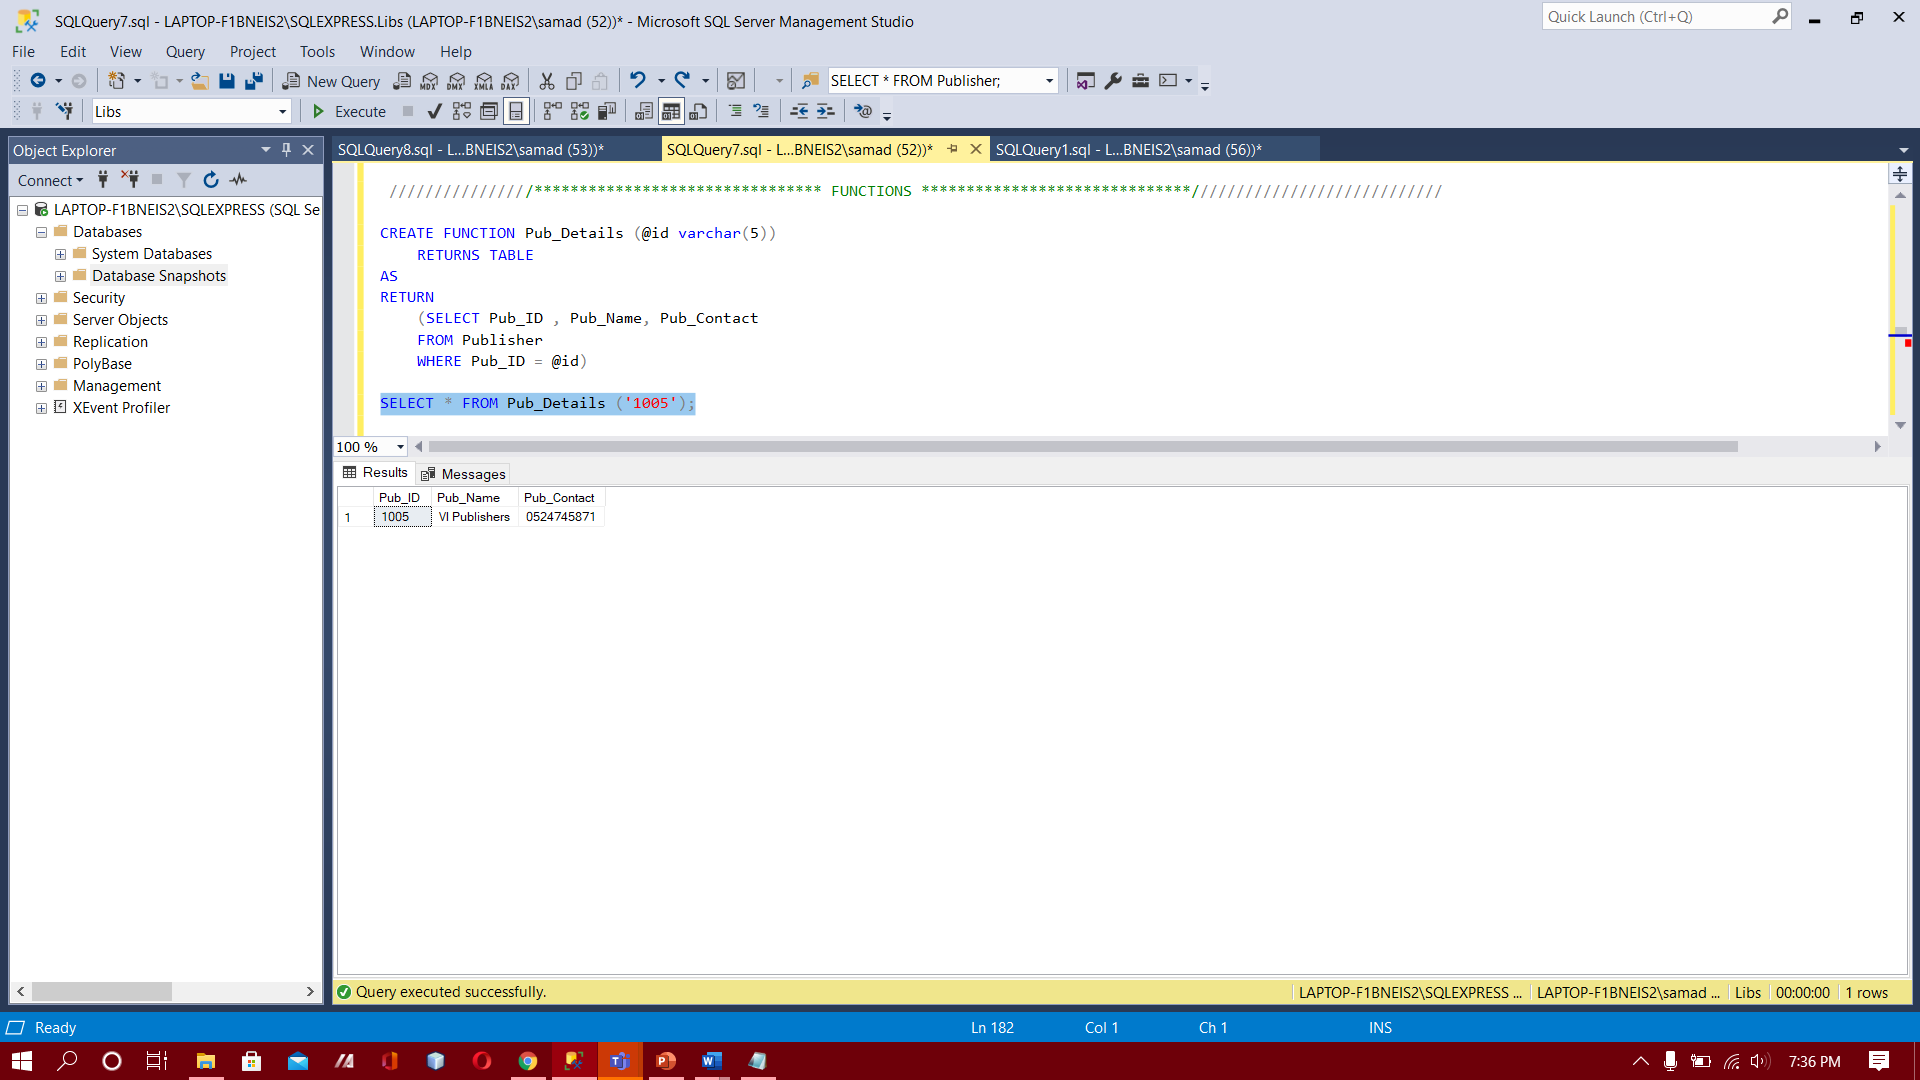 SQLQuery7.sql - LAPTOP-F1BNEIS2\SQLEXPRESS.Libs (LAPTOP-F1BNEIS2\samad (52))* - Microsoft SQL Server Management Studio
Quick Launch (Ctrl+Q)
File Edit View Query Project Tools Window Help
New Query MDX DMX XMLA DAX SELECT * FROM Publisher;
Libs Execute
Object Explorer
Connect
LAPTOP-F1BNEIS2\SQLEXPRESS (SQL Se
Databases
System Databases
Database Snapshots
Security
Server Objects
Replication
PolyBase
Management
XEvent Profiler
SQLQuery8.sql - L...BNEIS2\samad (53))* SQLQuery7.sql - L...BNEIS2\samad (52))* SQLQuery1.sql - L...BNEIS2\samad (56))*
////////////////******************************** FUNCTIONS ******************************////////////////////////////
CREATE FUNCTION Pub_Details (@id varchar(5))
RETURNS TABLE
AS
RETURN
(SELECT Pub_ID , Pub_Name, Pub_Contact
FROM Publisher
WHERE Pub_ID = @id)
SELECT * FROM Pub_Details ('1005');
100 %
Results Messages
Pub_ID Pub_Name Pub_Contact
1 1005 VI Publishers 0524745871
Query executed successfully. LAPTOP-F1BNEIS2\SQLEXPRESS ... LAPTOP-F1BNEIS2\samad ... Libs 00:00:00 1 rows
Ready Ln 182 Col 1 Ch 1 INS
7:36 PM